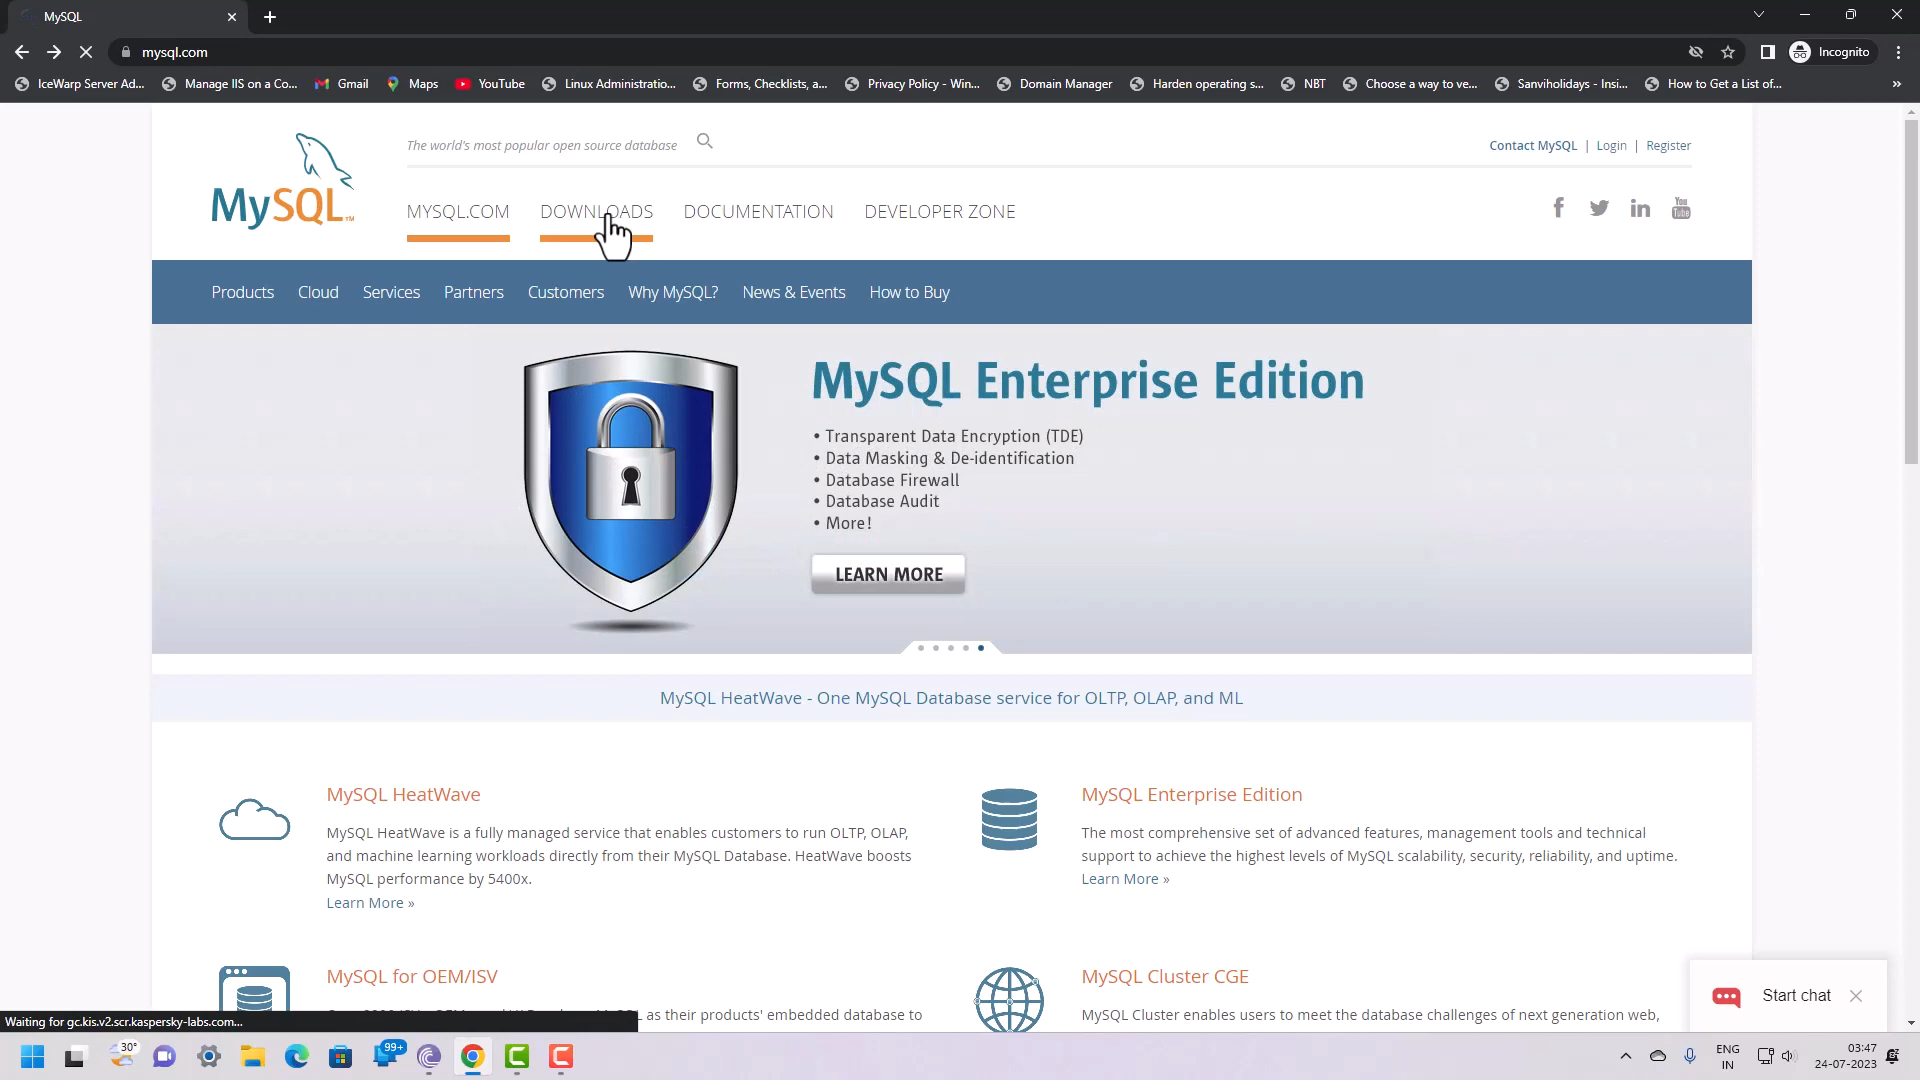 MySQL
mysql.com
Incognito
IceWarp Server Ad...
Manage IIS on a Co...
Gmail
Maps
YouTube
Linux Administratio...
Forms, Checklists, a...
Privacy Policy - Win...
Domain Manager
Harden operating s...
NBT
Choose a way to ve...
Sanviholidays - Insi...
How to Get a List of...
»
MySQL™
The world's most popular open source database
Contact MySQL | Login | Register
MYSQL.COM
DOWNLOADS
DOCUMENTATION
DEVELOPER ZONE
You Tube
Products
Cloud
Services
Partners
Customers
Why MySQL?
News & Events
How to Buy
MySQL Enterprise Edition
• Transparent Data Encryption (TDE)
• Data Masking & De-identification
• Database Firewall
• Database Audit
• More!
LEARN MORE
MySQL HeatWave - One MySQL Database service for OLTP, OLAP, and ML
MySQL HeatWave
MySQL HeatWave is a fully managed service that enables customers to run OLTP, OLAP,
and machine learning workloads directly from their MySQL Database. HeatWave boosts
MySQL performance by 5400x.
Learn More »
MySQL Enterprise Edition
The most comprehensive set of advanced features, management tools and technical
support to achieve the highest levels of MySQL scalability, security, reliability, and uptime.
Learn More »
MySQL for OEM/ISV
as their products' embedded database to
MySQL Cluster CGE
MySQL Cluster enables users to meet the database challenges of next generation web,
Start chat
Waiting for gc.kis.v2.scr.kaspersky-labs.com...
30°
99+
ENG
IN
03:47
24-07-2023